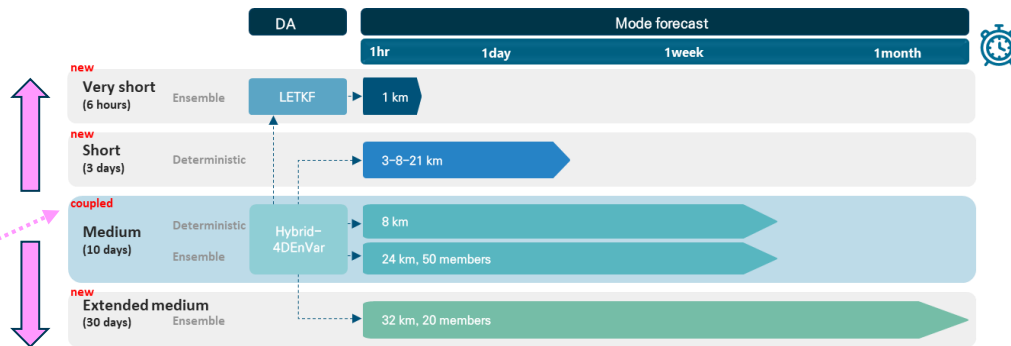 DA
Mode forecast
1hr
1day
1week
1month
new
Very short
(6 hours)
Ensemble
LETKF
1 km
new
Short
(3 days)
Deterministic
3–8–21 km
coupled
Medium
(10 days)
Deterministic
Ensemble
Hybrid–
4DEnVar
8 km
24 km, 50 members
new
Extended medium
(30 days)
Ensemble
32 km, 20 members